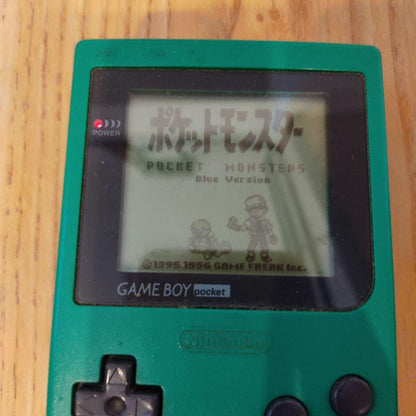 POWER
ポケットモンスター
POCKET MONSTERS
Blue Version
©1995,1996 GAME FREAK Inc.
GAME BOY pocket
Nintendo